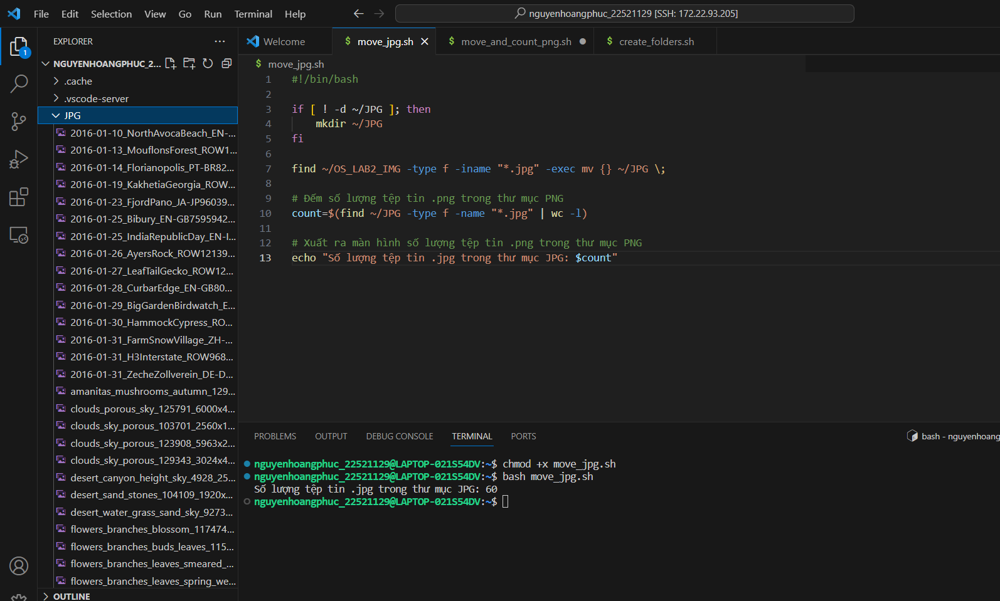 File Edit Selection View Go Run Terminal Help
nguyenhoangphuc_22521129 [SSH: 172.22.93.205]
1
EXPLORER
NGUYENHOANGPHUC_2...
.cache
.vscode-server
JPG
2016-01-10_NorthAvocaBeach_EN-...
2016-01-13_MouflonsForest_ROW1...
2016-01-14_Florianopolis_PT-BR82...
2016-01-19_KakhetiaGeorgia_ROW...
2016-01-23_FjordPano_JA-JP96039...
2016-01-25_Bibury_EN-GB7595942...
2016-01-25_IndiaRepublicDay_EN-I...
2016-01-26_AyersRock_ROW12139...
2016-01-27_LeafTailGecko_ROW12...
2016-01-28_CurbarEdge_EN-GB80...
2016-01-29_BigGardenBirdwatch_E...
2016-01-30_HammockCypress_RO...
2016-01-31_FarmSnowVillage_ZH-...
2016-01-31_H3Interstate_ROW968...
2016-01-31_ZecheZollverein_DE-D...
amanitas_mushrooms_autumn_129...
clouds_porous_sky_125791_6000x4...
clouds_sky_porous_103701_2560x1...
clouds_sky_porous_123908_5963x2...
clouds_sky_porous_129343_3024x4...
desert_canyon_height_sky_4928_25...
desert_sand_stones_104109_1920x...
desert_water_grass_sand_sky_9273...
flowers_branches_blossom_117474...
flowers_branches_buds_leaves_115...
flowers_branches_leaves_smeared_...
flowers_branches_leaves_spring_we...
OUTLINE
Welcome $ move_jpg.sh $ move_and_count_png.sh $ create_folders.sh
$ move_jpg.sh
1 #!/bin/bash
2
3 if [ ! -d ~/JPG ]; then
4 mkdir ~/JPG
5 fi
6
7 find ~/OS_LAB2_IMG -type f -iname "*.jpg" -exec mv {} ~/JPG \;
8
9 # Đếm số lượng tệp tin .png trong thư mục PNG
10 count=$(find ~/JPG -type f -name "*.jpg" | wc -l)
11
12 # Xuất ra màn hình số lượng tệp tin .png trong thư mục PNG
13 echo "Số lượng tệp tin .jpg trong thư mục JPG: $count"
PROBLEMS OUTPUT DEBUG CONSOLE TERMINAL PORTS
bash - nguyenhoang
nguyenhoangphuc_22521129@LAPTOP-021S54DV:~$ chmod +x move_jpg.sh
nguyenhoangphuc_22521129@LAPTOP-021S54DV:~$ bash move_jpg.sh
Số lượng tệp tin .jpg trong thư mục JPG: 60
nguyenhoangphuc_22521129@LAPTOP-021S54DV:~$